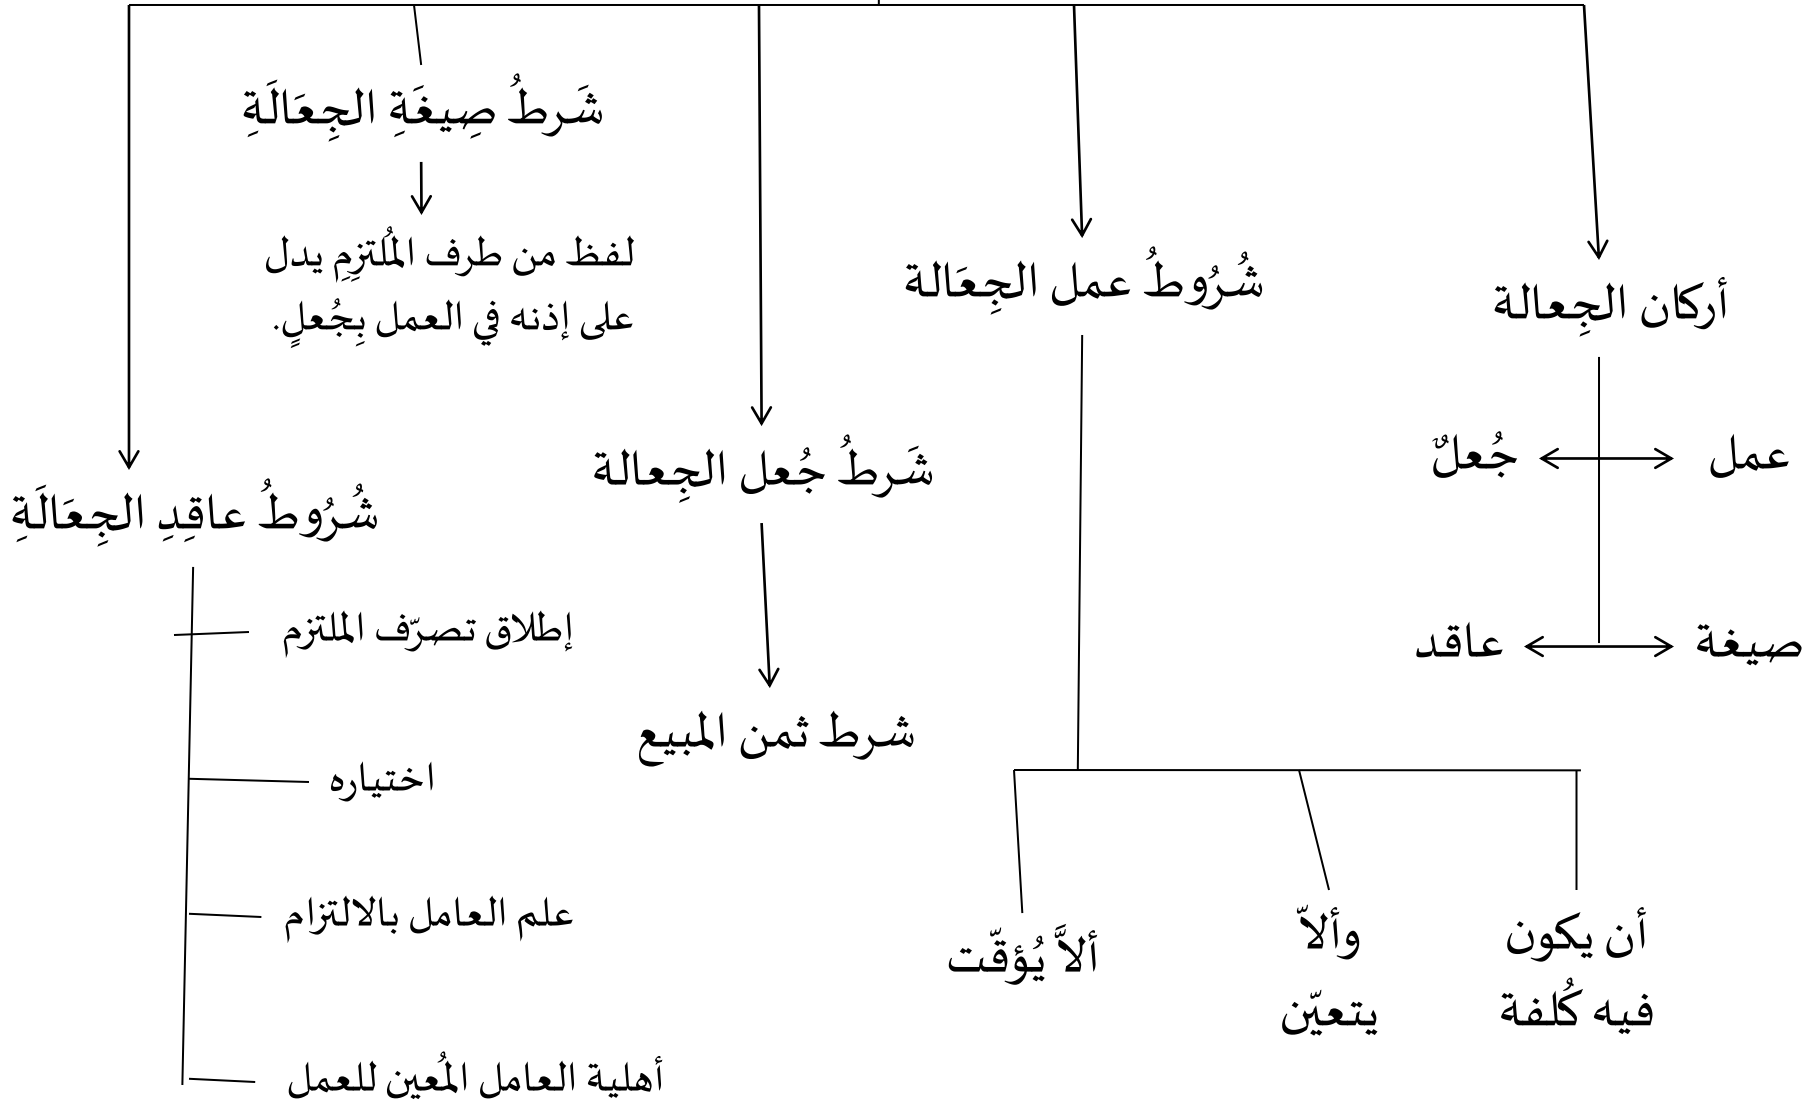 أركان الجِعالة
عمل
جُعلٌ
صيغة
عاقد
شُرُوطُ عمل الجِعَالة
أن يكون
فيه كُلفة
وألاّ
يتعيّن
ألاَّ يُؤقّت
شَرطُ جُعل الجِعالة
شرط ثمن المبيع
شَرطُ صِيغَةِ الجِعَالَةِ
لفظ من طرف المُلتزِمِ يدل
على إذنه في العمل بِجُعلٍ.
شُرُوطُ عاقِدِ الجِعَالَةِ
إطلاق تصرّف الملتزم
اختياره
علم العامل بالالتزام
أهلية العامل المُعين للعمل